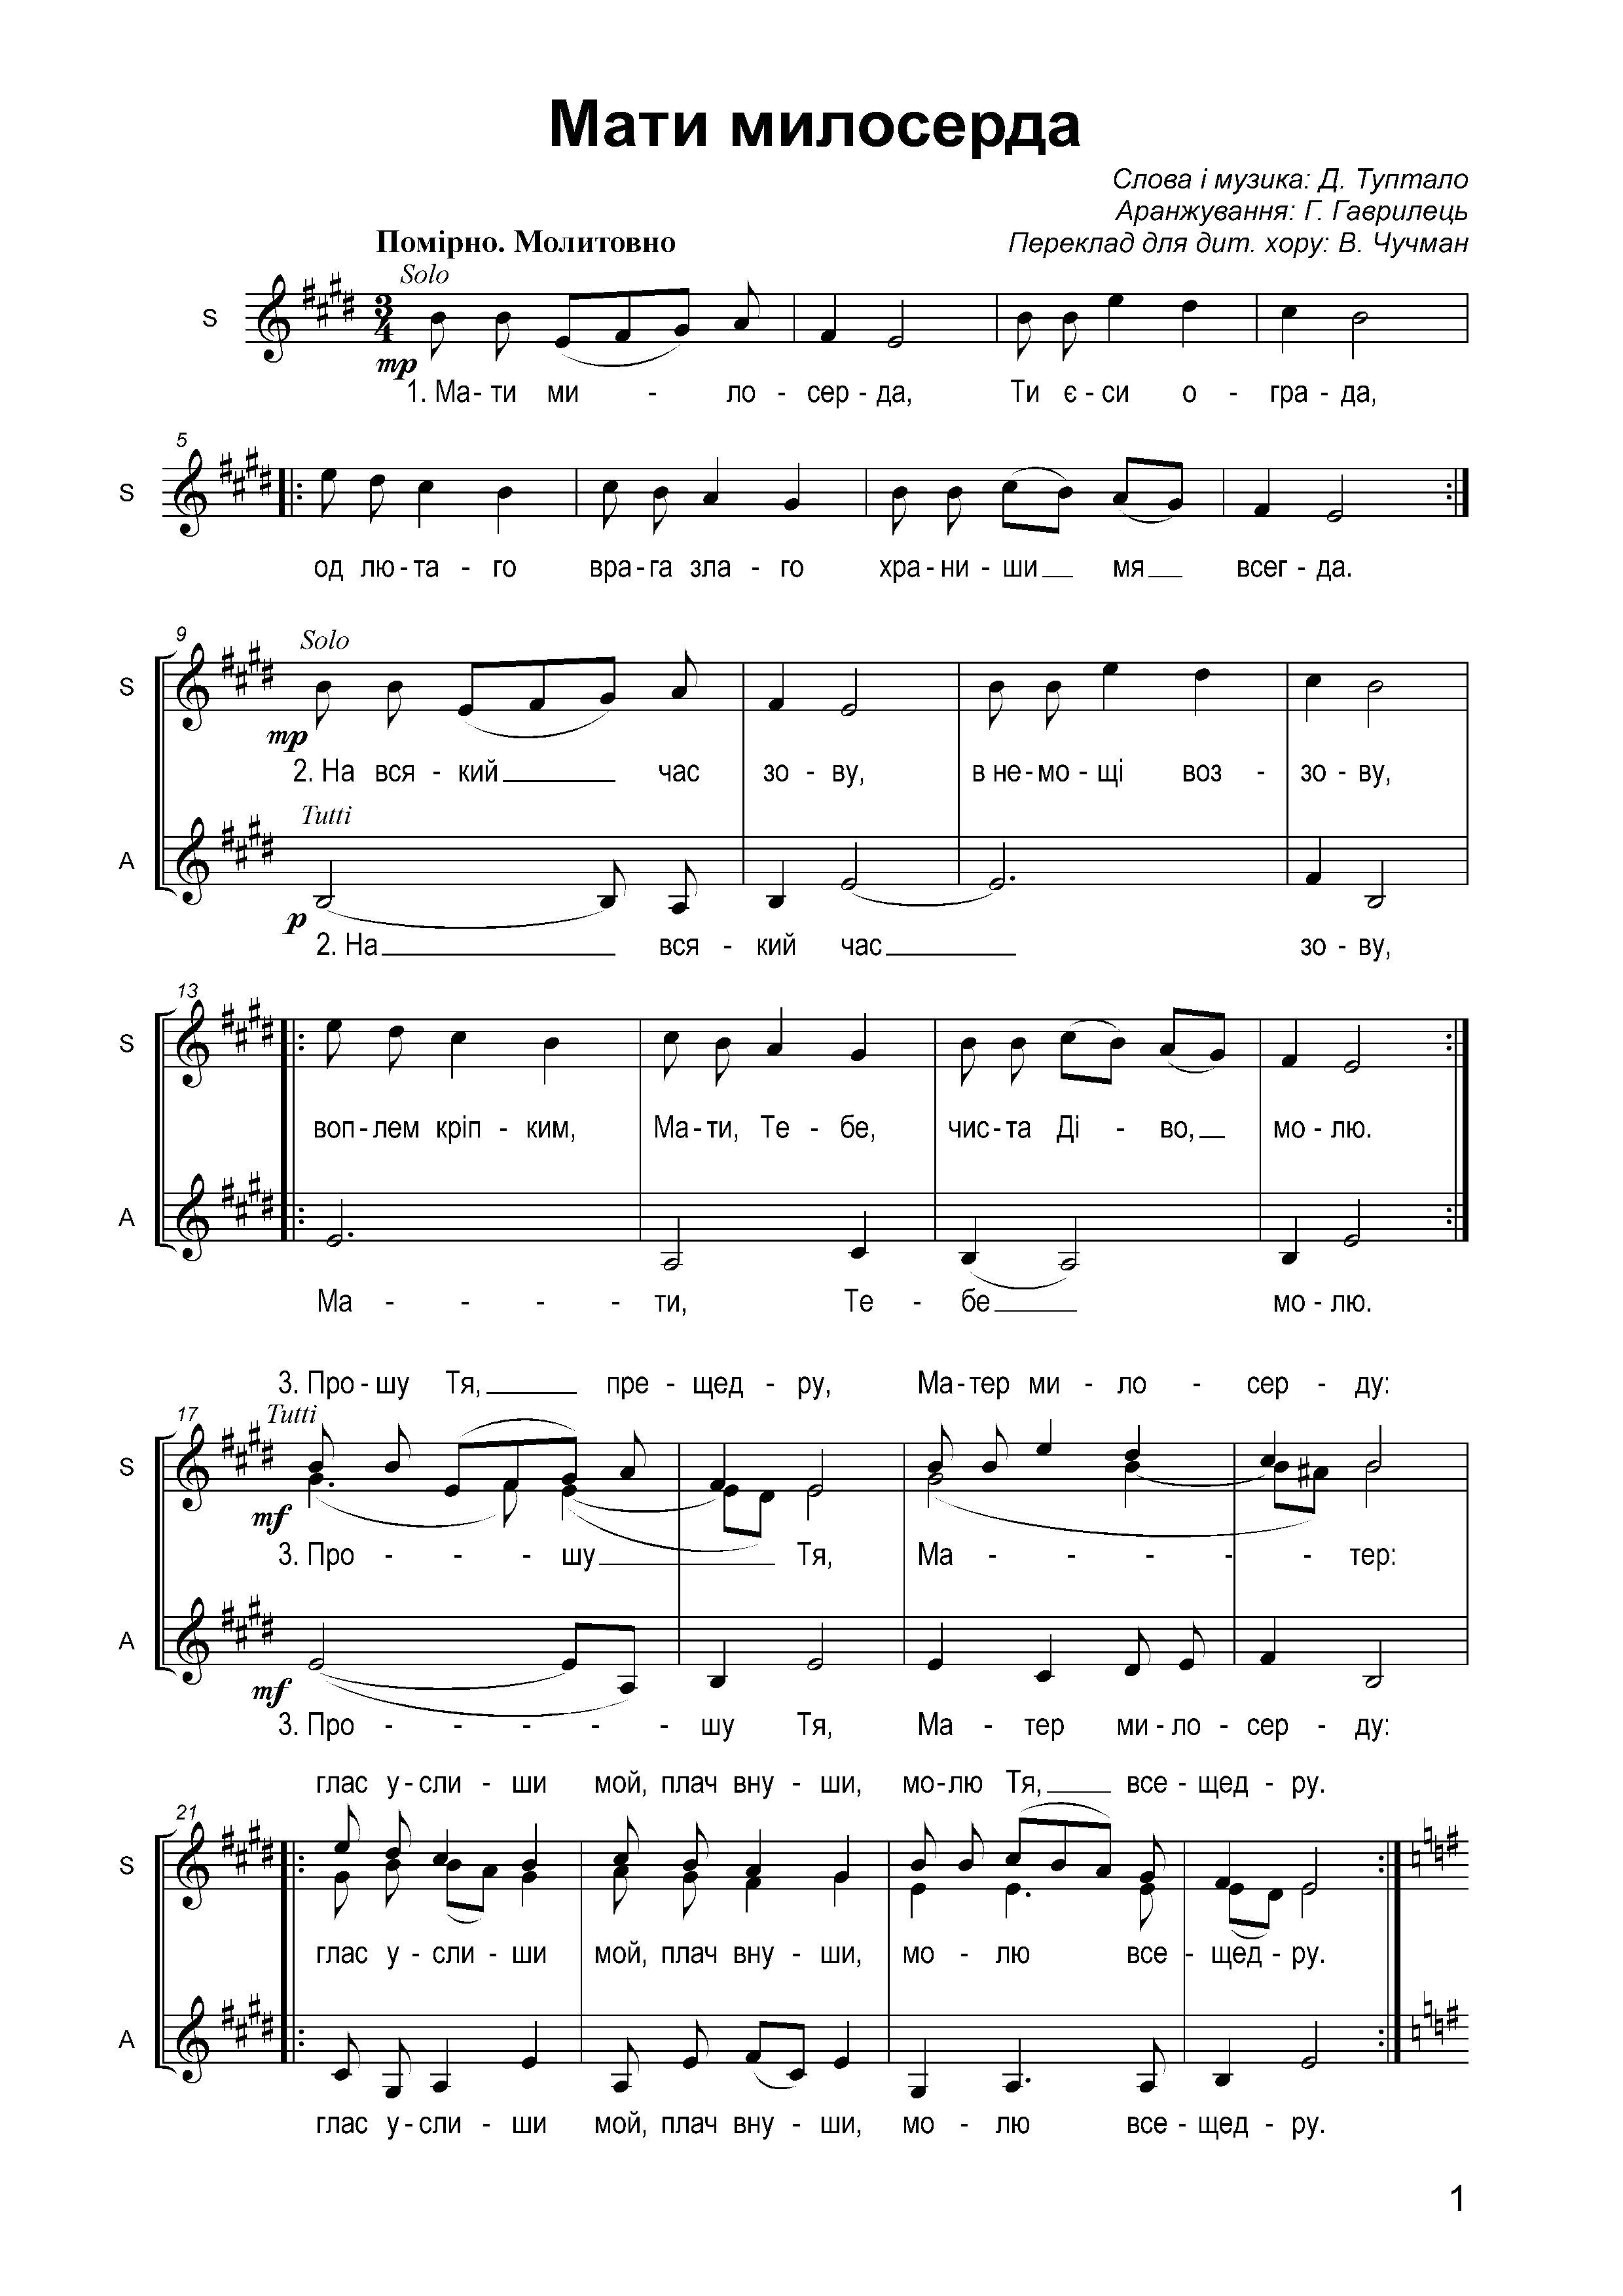 Мати милосерда
Слова і музика: Д. Туптало
Аранжування: Г. Гаврилець
Помірно. Молитовно
Переклад для дит. хору: В. Чучман
Solo
S
3
4
mp
1. Ма- ти ми - ло - сер - да, Ти є - си о - гра - да,
5
S
од лю - та - го вра - га зла - го хра - ни - ши мя всег - да.
9
Solo
S
mp
2. На вся - кий час зо - ву, в не - мо - щі воз - зо - ву,
Tutti
A
p
2. На вся - кий час зо - ву,
13
S
воп - лем кріп - ким, Ма - ти, Те - бе, чис - та Ді - во, мо - лю.
A
Ма - - - - ти, Те - бе мо - лю.
3. Про - шу Тя, пре - щед - ру, Ма - тер ми - ло - сер - ду:
17
Tutti
S
mf
3. Про - - - шу Тя, Ма - - - - - тер:
A
mf
3. Про - - - - - шу Тя, Ма - тер ми - ло - сер - ду:
глас у - сли - ши мой, плач вну - ши, мо - лю Тя, все - щед - ру.
21
S
глас у - сли - ши мой, плач вну - ши, мо - лю все - щед - ру.
A
глас у - сли - ши мой, плач вну - ши, мо - лю все - щед - ру.
1